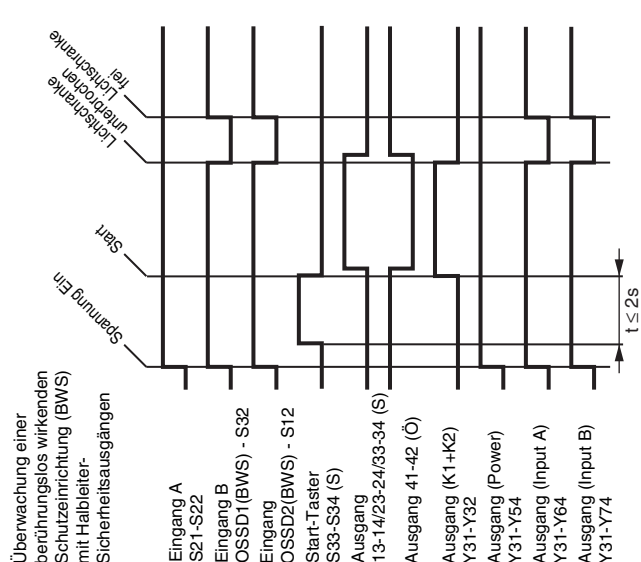 Überwachung einer
berührungslos wirkenden
Schutzeinrichtung (BWS)
mit Halbleiter-
Sicherheitsausgängen
Spannung Ein
Start
Lichtschranke
unterbrochen
Lichtschranke
frei
Eingang A
S21-S22
Eingang B
OSSD1(BWS) - S32
Eingang
OSSD2(BWS) - S12
Start-Taster
S33-S34 (S)
Ausgang
13-14/23-24/33-34 (S)
Ausgang 41-42 (Ö)
Ausgang (K1+K2)
Y31-Y32
Ausgang (Power)
Y31-Y54
Ausgang (Input A)
Y31-Y64
Ausgang (Input B)
Y31-Y74
t ≤ 2s